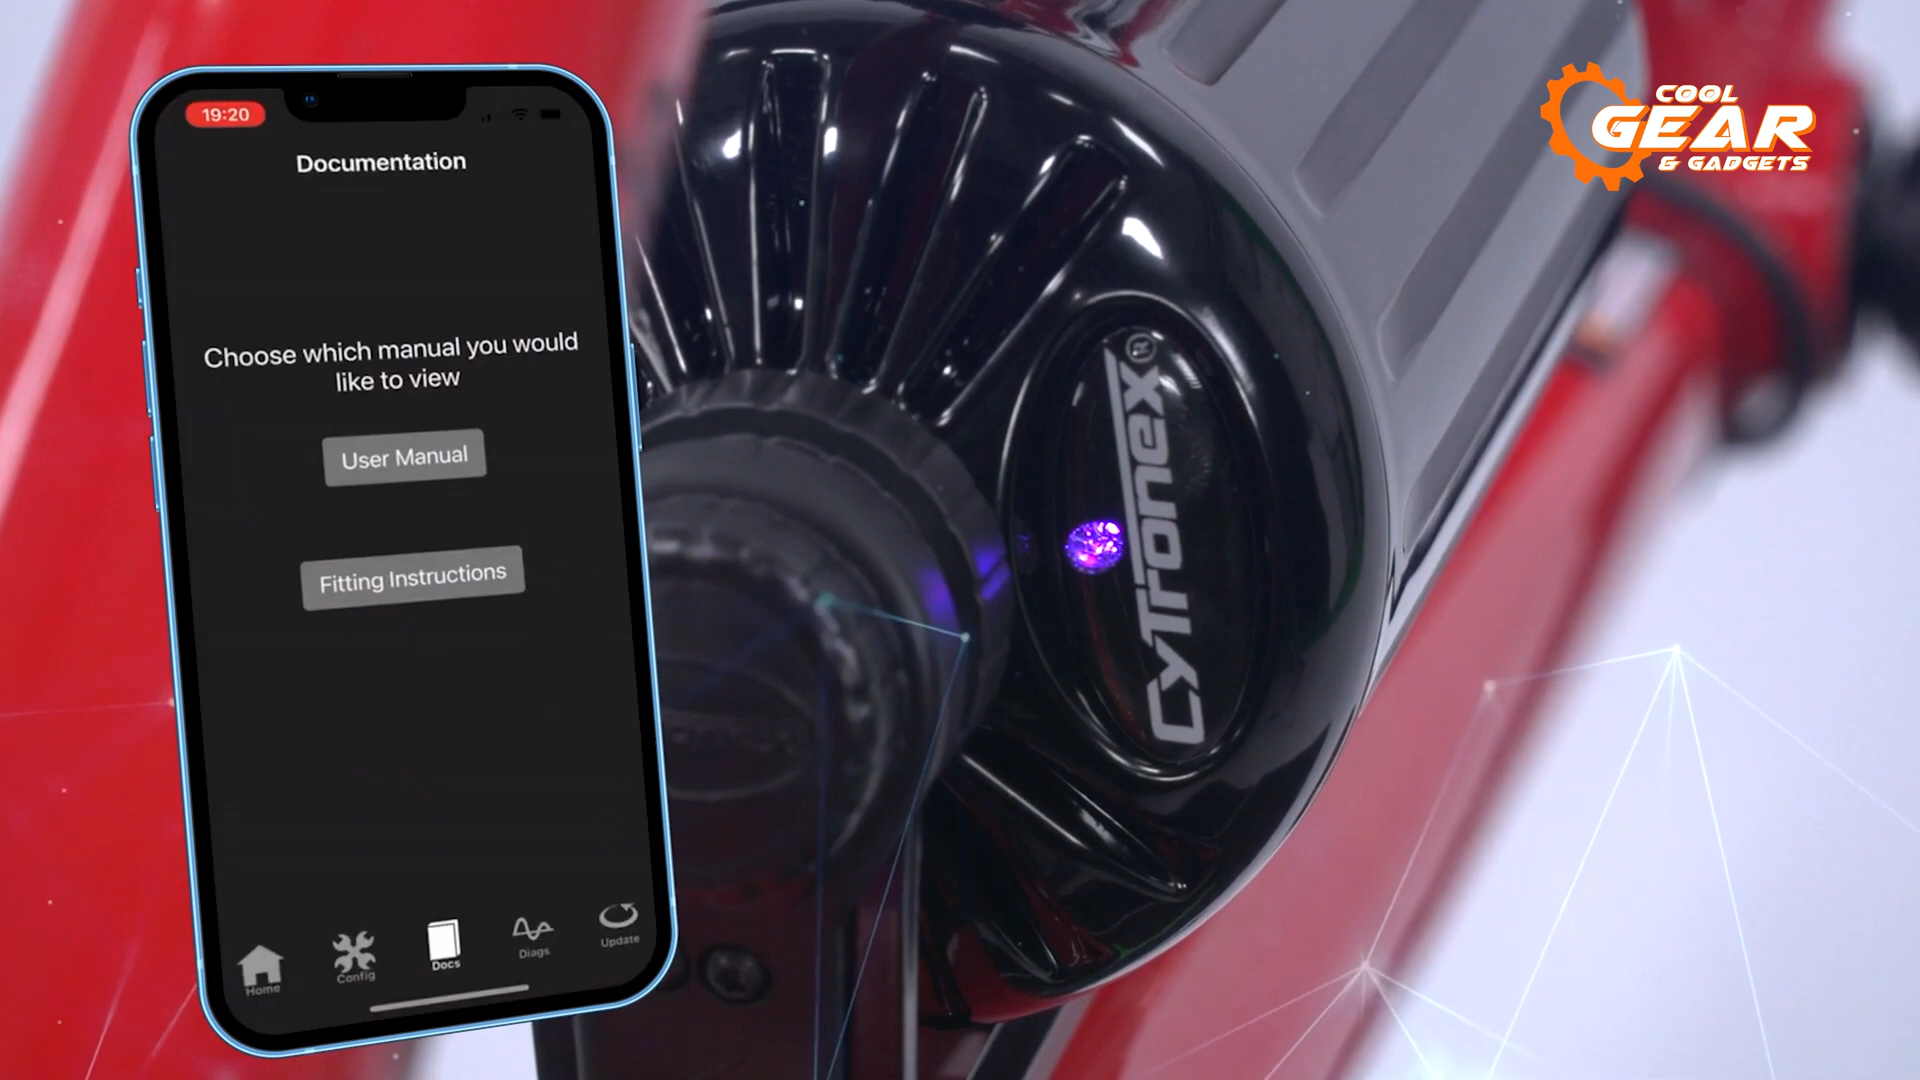 19:20
Documentation
Choose which manual you would
like to view
User Manual
Fitting Instructions
Home
Config
Docs
Diags
Update
CyTronex®
COOL
GEAR
& GADGETS